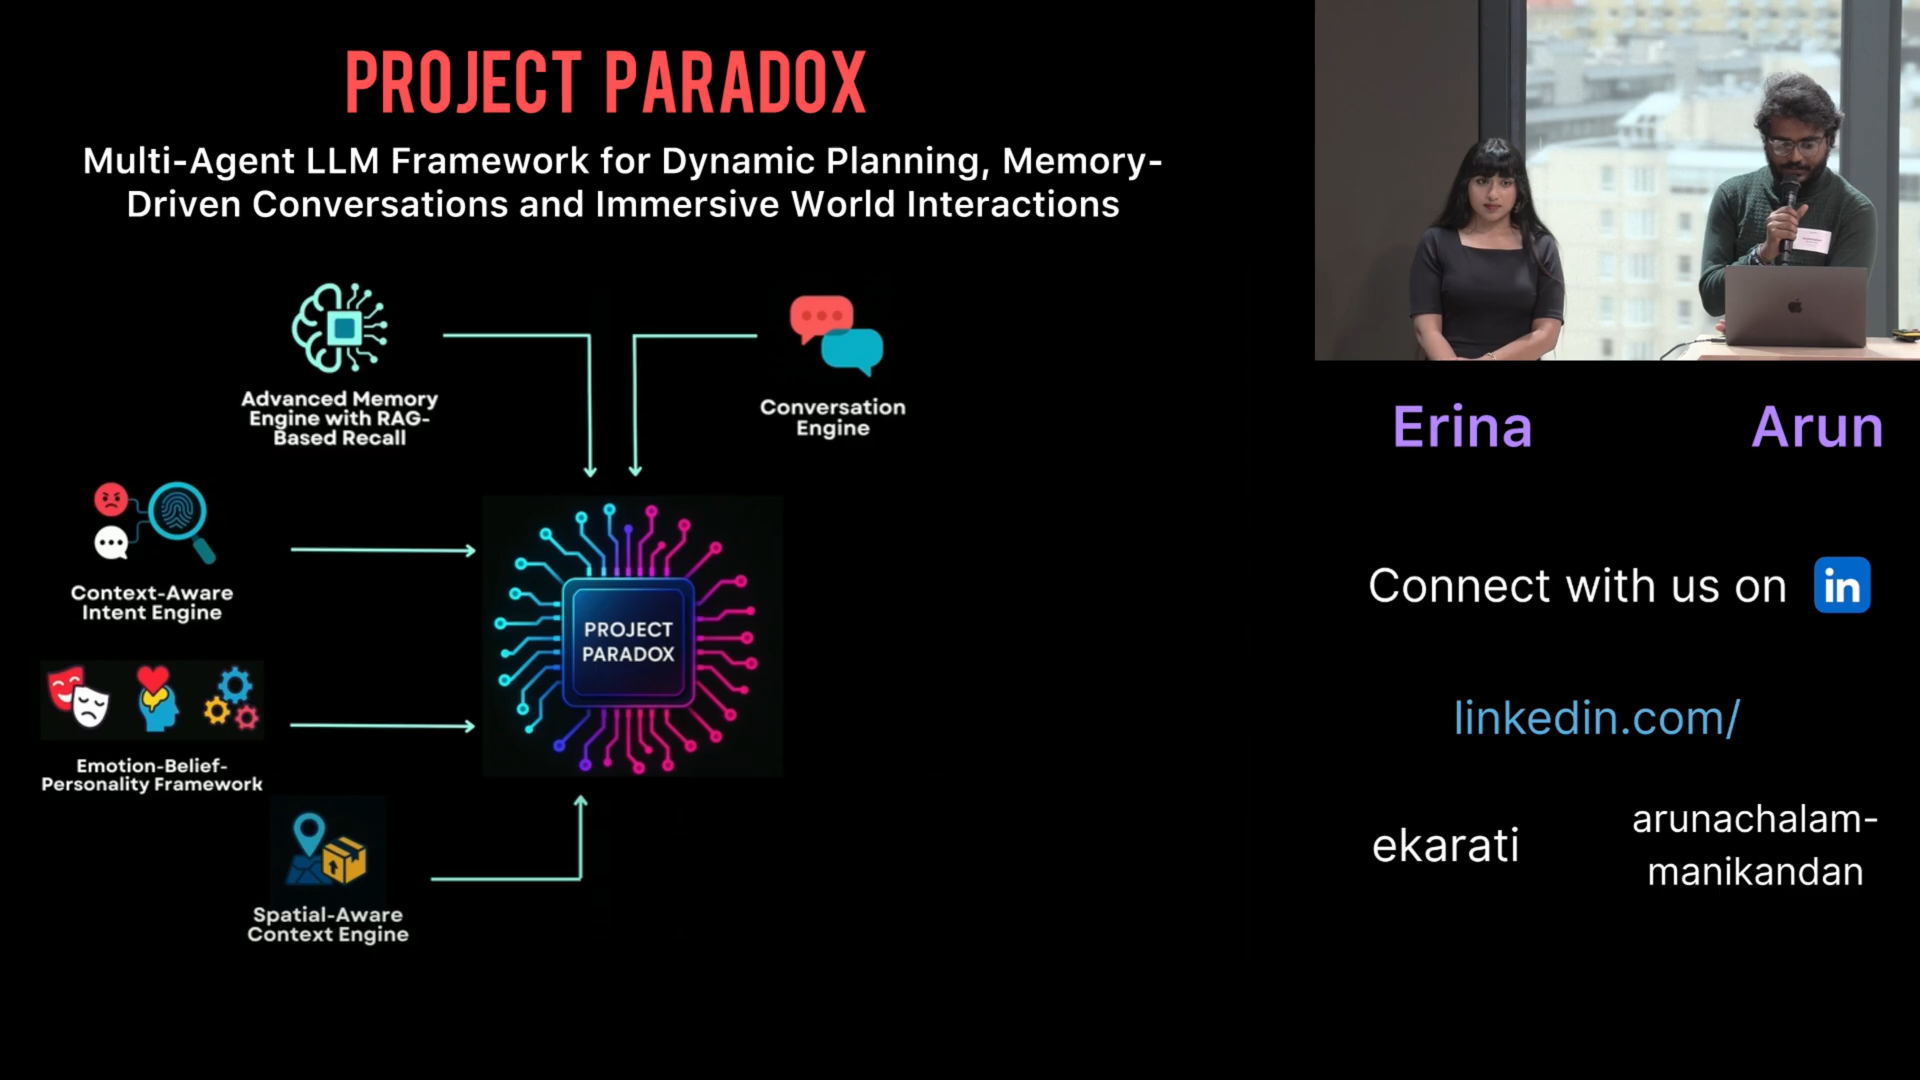 PROJECT PARADOX
Multi-Agent LLM Framework for Dynamic Planning, Memory-
Driven Conversations and Immersive World Interactions
Advanced Memory
Engine with RAG-
Based Recall
Conversation
Engine
Context-Aware
Intent Engine
PROJECT
PARADOX
Emotion-Belief-
Personality Framework
Spatial-Aware
Context Engine
Erina
Arun
Connect with us on in
linkedin.com/
ekarati
arunachalam-
manikandan